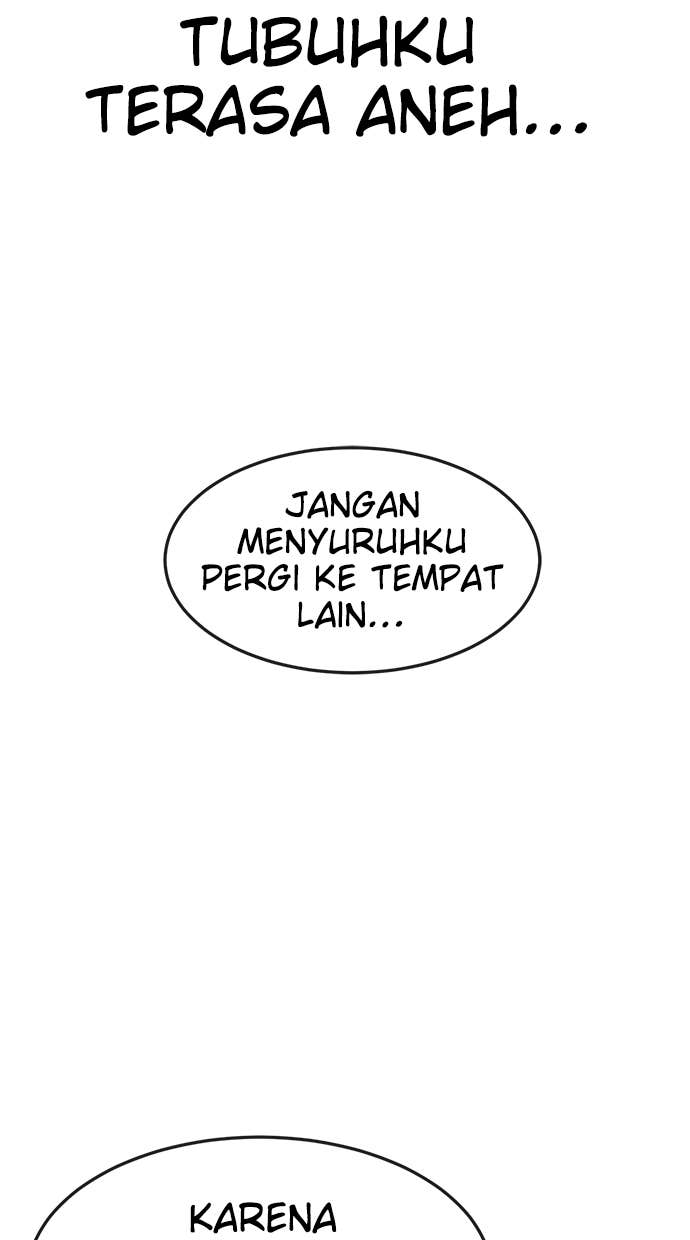 TUBUHKU
TERASA ANEH...
JANGAN
MENYURUHKU
PERGI KE TEMPAT
LAIN...
KARENA